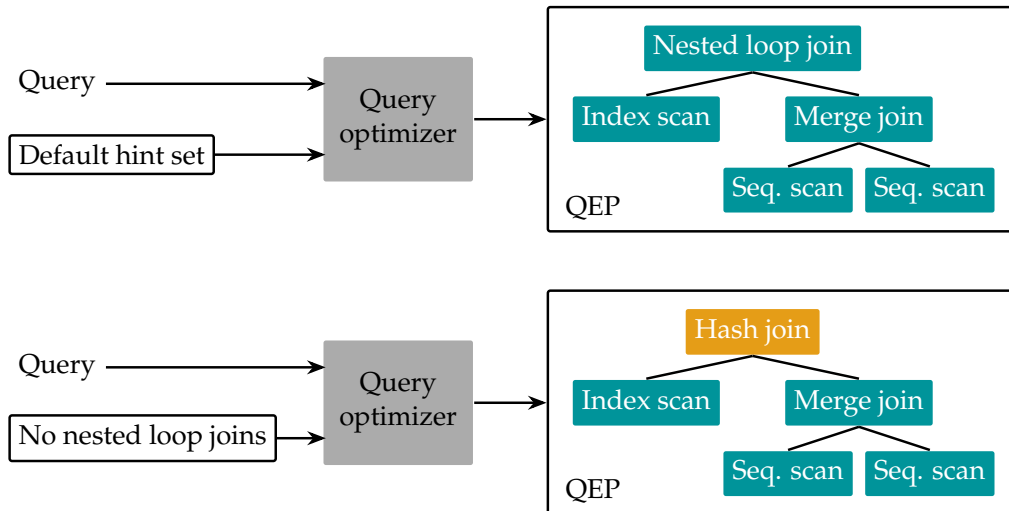 Nested loop join
Query
Query
optimizer
Index scan
Merge join
Default hint set
Seq. scan
Seq. scan
QEP
Hash join
Query
Query
optimizer
Index scan
Merge join
No nested loop joins
Seq. scan
Seq. scan
QEP